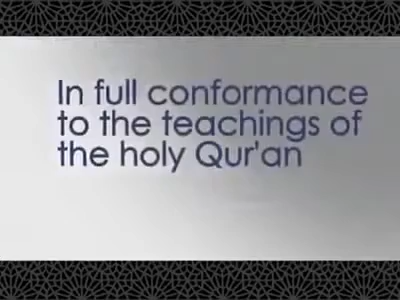 In full conformance
to the teachings of
the holy Qur'an